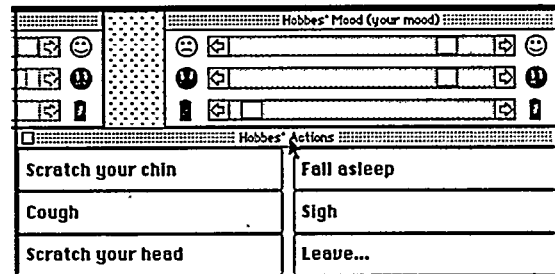 Hobbes' Mood (your mood)
Hobbes' Actions
Scratch your chin
Fall asleep
Cough
Sigh
Scratch your head
Leave...